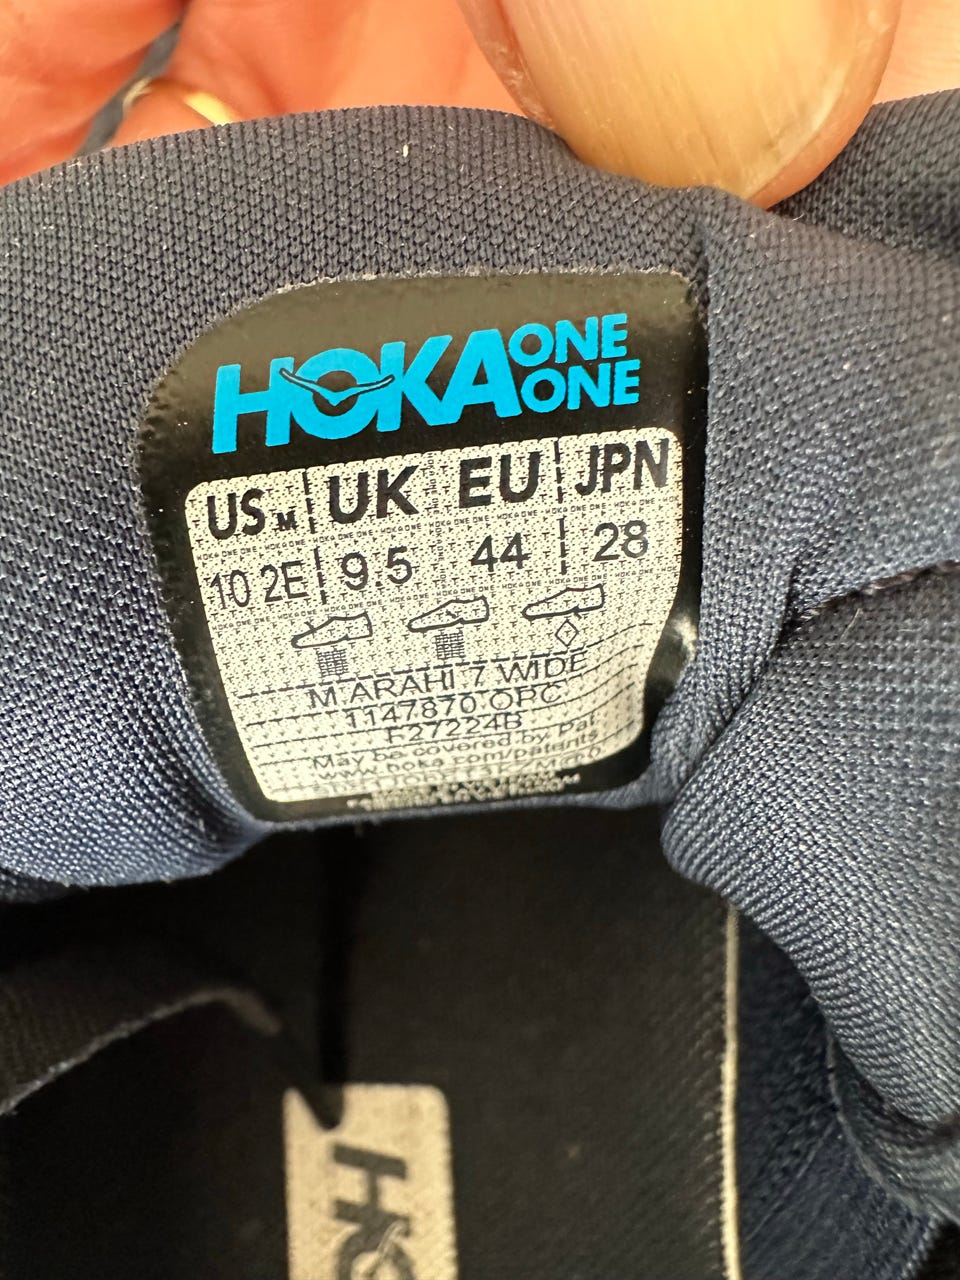 HOKA ONE ONE
US M UK EU JPN
10 2E 9.5 44 28
M ARAHI 7 WIDE
1147870 OPC
F27224B
May be covered by Pat
www.hoka.com/patents
HO